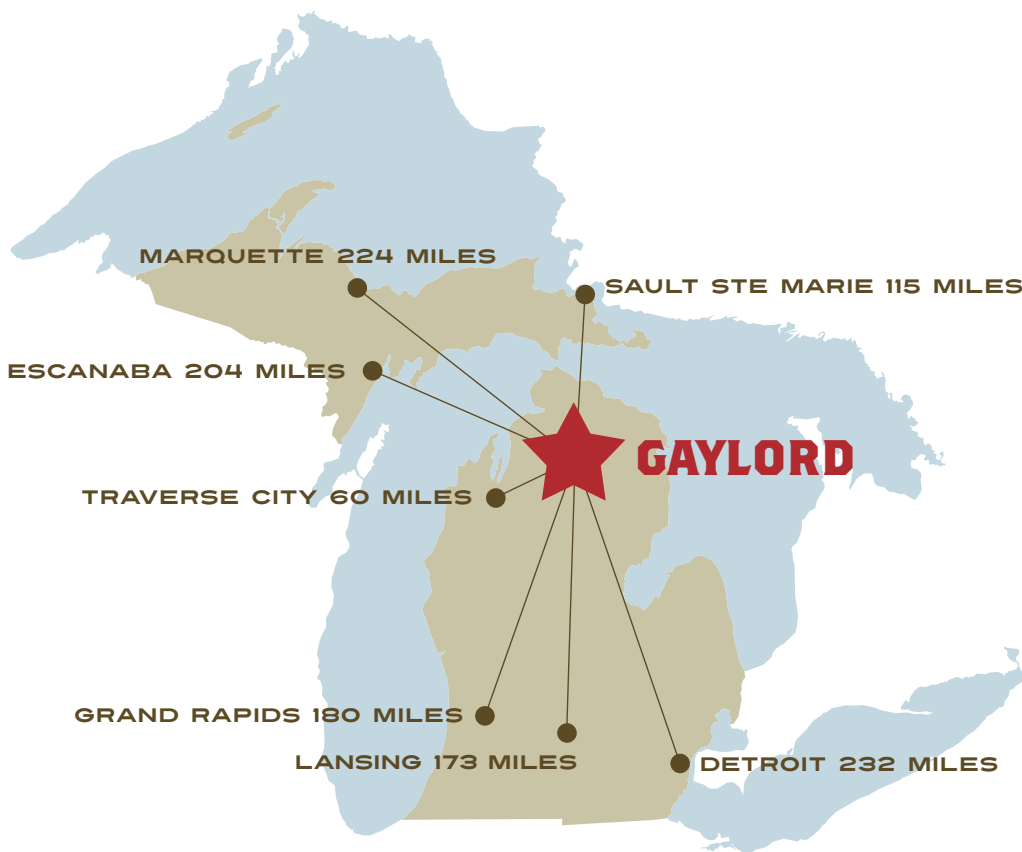 MARQUETTE 224 MILES
SAULT STE MARIE 115 MILES
ESCANABA 204 MILES
GAYLORD
TRAVERSE CITY 60 MILES
GRAND RAPIDS 180 MILES
LANSING 173 MILES
DETROIT 232 MILES